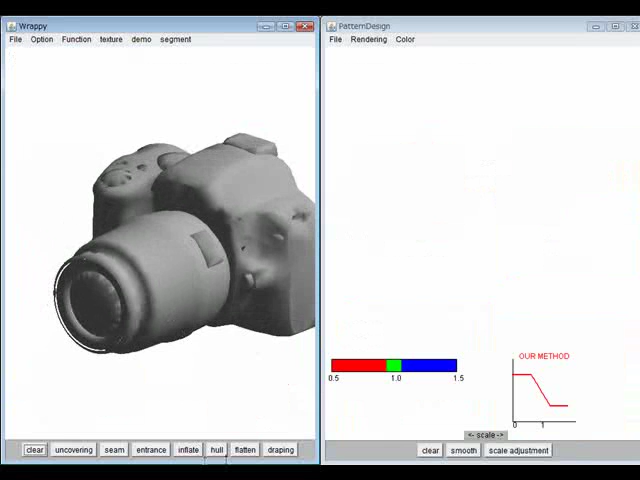 Wrappy
File Option Function texture demo segment
clear uncovering seam entrance inflate hull flatten draping
PatternDesign
File Rendering Color
OUR METHOD
0.5 1.0 1.5
0 1
<- scale ->
clear smooth scale adjustment